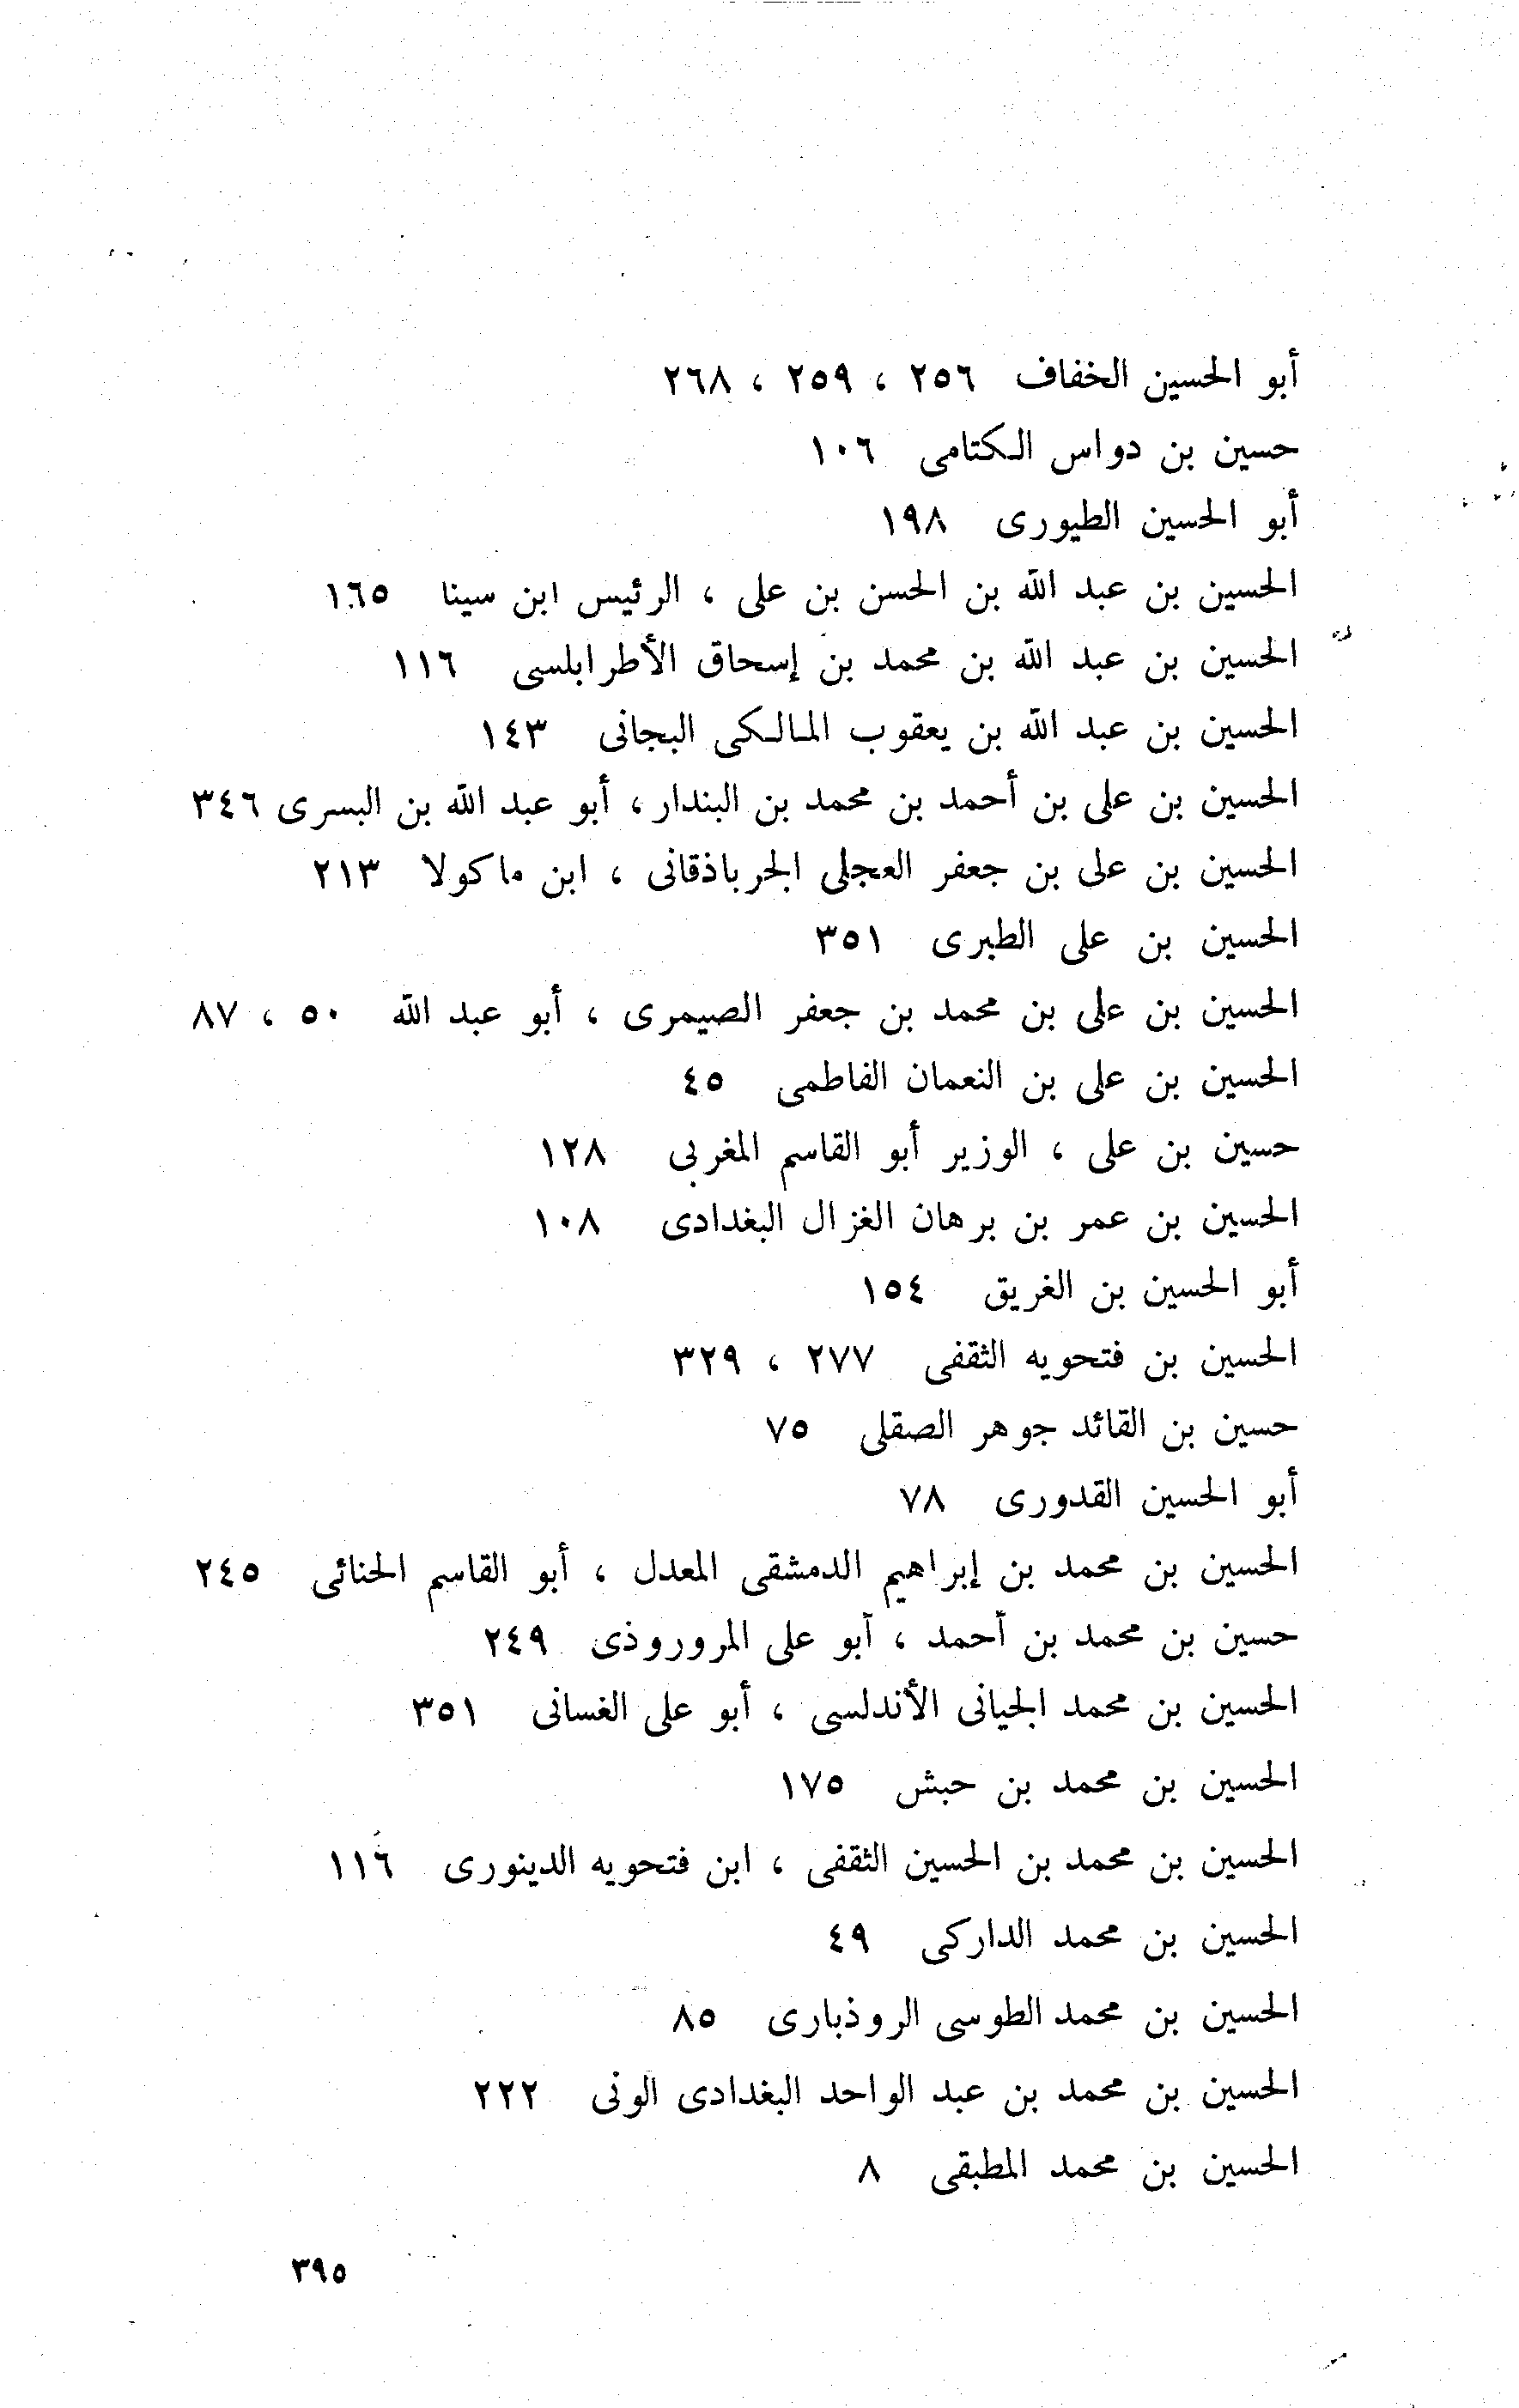 أبو الحسين الخفاف ٢٥٦ ، ٢٥٩ ، ٢٦٨
حسين بن دواس الكتامى ١٠٦
أبو الحسين الطيورى ١٩٨
الحسين بن عبد الله بن الحسن بن على ، الرئيس ابن سينا ١٦٥
الحسين بن عبد الله بن محمد بن إسحاق الأطرابلسى ١١٦
الحسين بن عبد الله بن يعقوب المالكى البجانى ١٤٣
الحسين بن على بن أحمد بن محمد بن البندار ، أبو عبد الله بن البسرى ٣٤٦
الحسين بن على بن جعفر العجلى الجرباذقانى ، ابن ماكولا ٢١٣
الحسين بن على الطبرى ٣٥١
الحسين بن على بن محمد بن جعفر الصيمرى ، أبو عبد الله ٥٠ ، ٨٧
الحسين بن على بن النعمان الفاطمى ٤٥
حسين بن على ، الوزير أبو القاسم المغربى ١٢٨
الحسين بن عمر بن برهان الغزال البغدادى ١٠٨
أبو الحسين بن الغريق ١٥٤
الحسين بن فتحويه الثقفى ٢٧٧ ، ٣٢٩
حسين بن القائد جوهر الصقلى ٧٥
أبو الحسين القدورى ٧٨
الحسين بن محمد بن إبراهيم الدمشقى المعدل ، أبو القاسم الحنائى ٢٤٥
حسين بن محمد بن أحمد ، أبو على المروروذى ٢٤٩
الحسين بن محمد الجيانى الأندلسى ، أبو على الغسانى ٣٥١
الحسين بن محمد بن حبش ١٧٥
الحسين بن محمد بن الحسين الثقفى ، ابن فتحويه الدينورى ١١٦
الحسين بن محمد الداركى ٤٩
الحسين بن محمد الطوسى الروذبارى ٨٥
الحسين بن محمد بن عبد الواحد البغدادى الونى ٢٢٢
الحسين بن محمد المطبقى ٨
٣٩٥